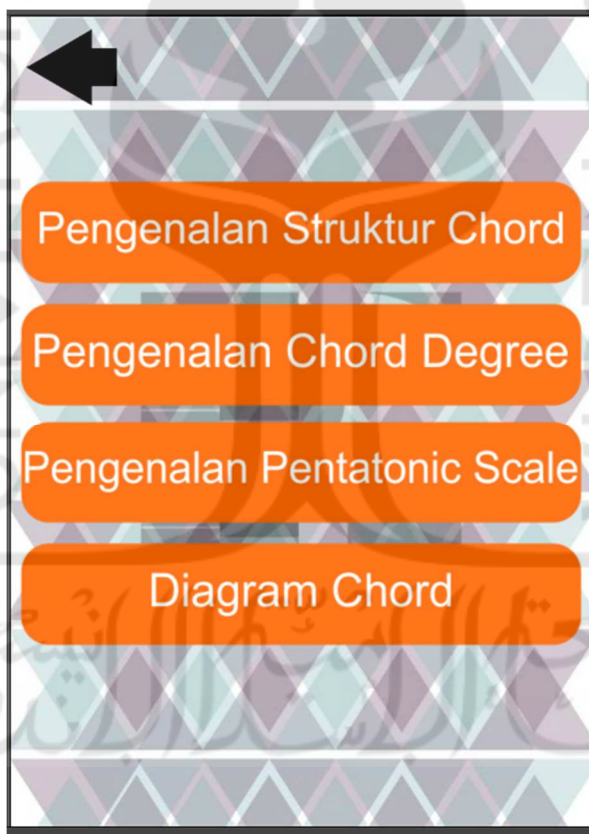 Pengenalan Struktur Chord
Pengenalan Chord Degree
Pengenalan Pentatonic Scale
Diagram Chord